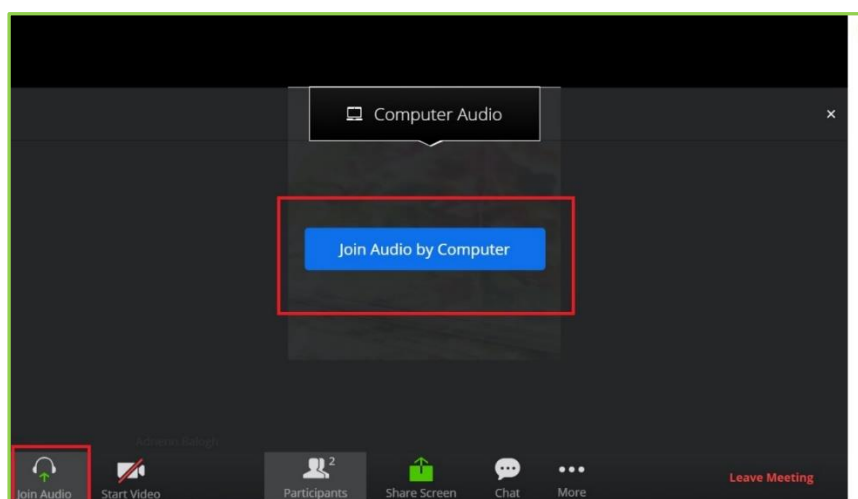 Computer Audio
×
Join Audio by Computer
2
Join Audio
Start Video
Participants
Share Screen
Chat
More
Leave Meeting